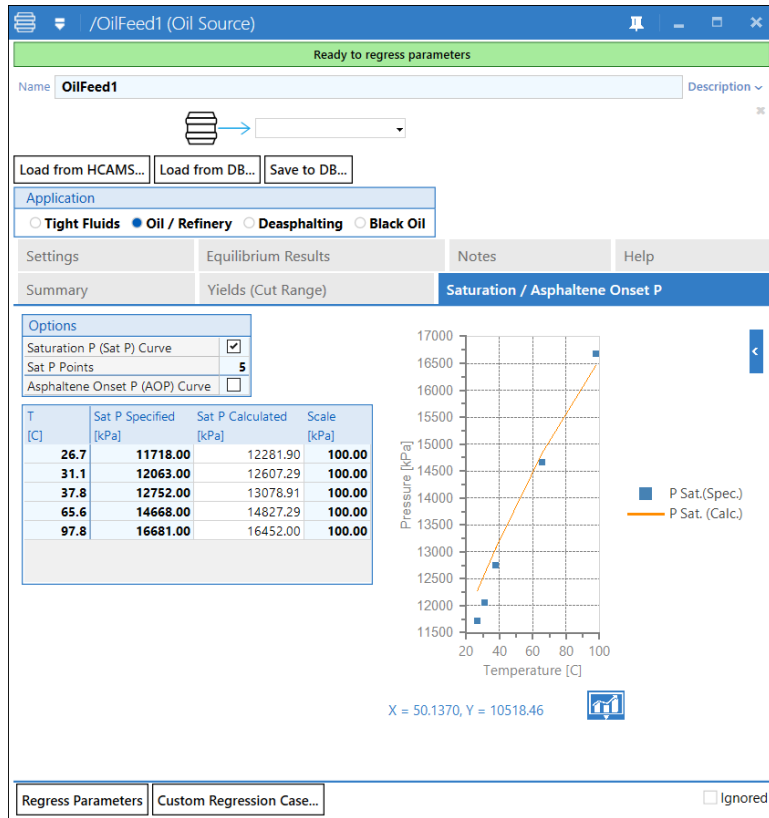 /OilFeed1 (Oil Source)
Ready to regress parameters
Name OilFeed1 Description
Load from HCAMS... Load from DB... Save to DB...
Application
Tight Fluids Oil / Refinery Deasphalting Black Oil
Settings Equilibrium Results Notes Help
Summary Yields (Cut Range) Saturation / Asphaltene Onset P
Options
Saturation P (Sat P) Curve
Sat P Points 5
Asphaltene Onset P (AOP) Curve
T Sat P Specified Sat P Calculated Scale
[C] [kPa] [kPa] [kPa]
26.7 11718.00 12281.90 100.00
31.1 12063.00 12607.29 100.00
37.8 12752.00 13078.91 100.00
65.6 14668.00 14827.29 100.00
97.8 16681.00 16452.00 100.00
17000
16500
16000
15500
15000
14500
14000
13500
13000
12500
12000
11500
Pressure [kPa]
20 40 60 80 100
Temperature [C]
P Sat.(Spec.)
P Sat. (Calc.)
X = 50.1370, Y = 10518.46
Regress Parameters Custom Regression Case... Ignored